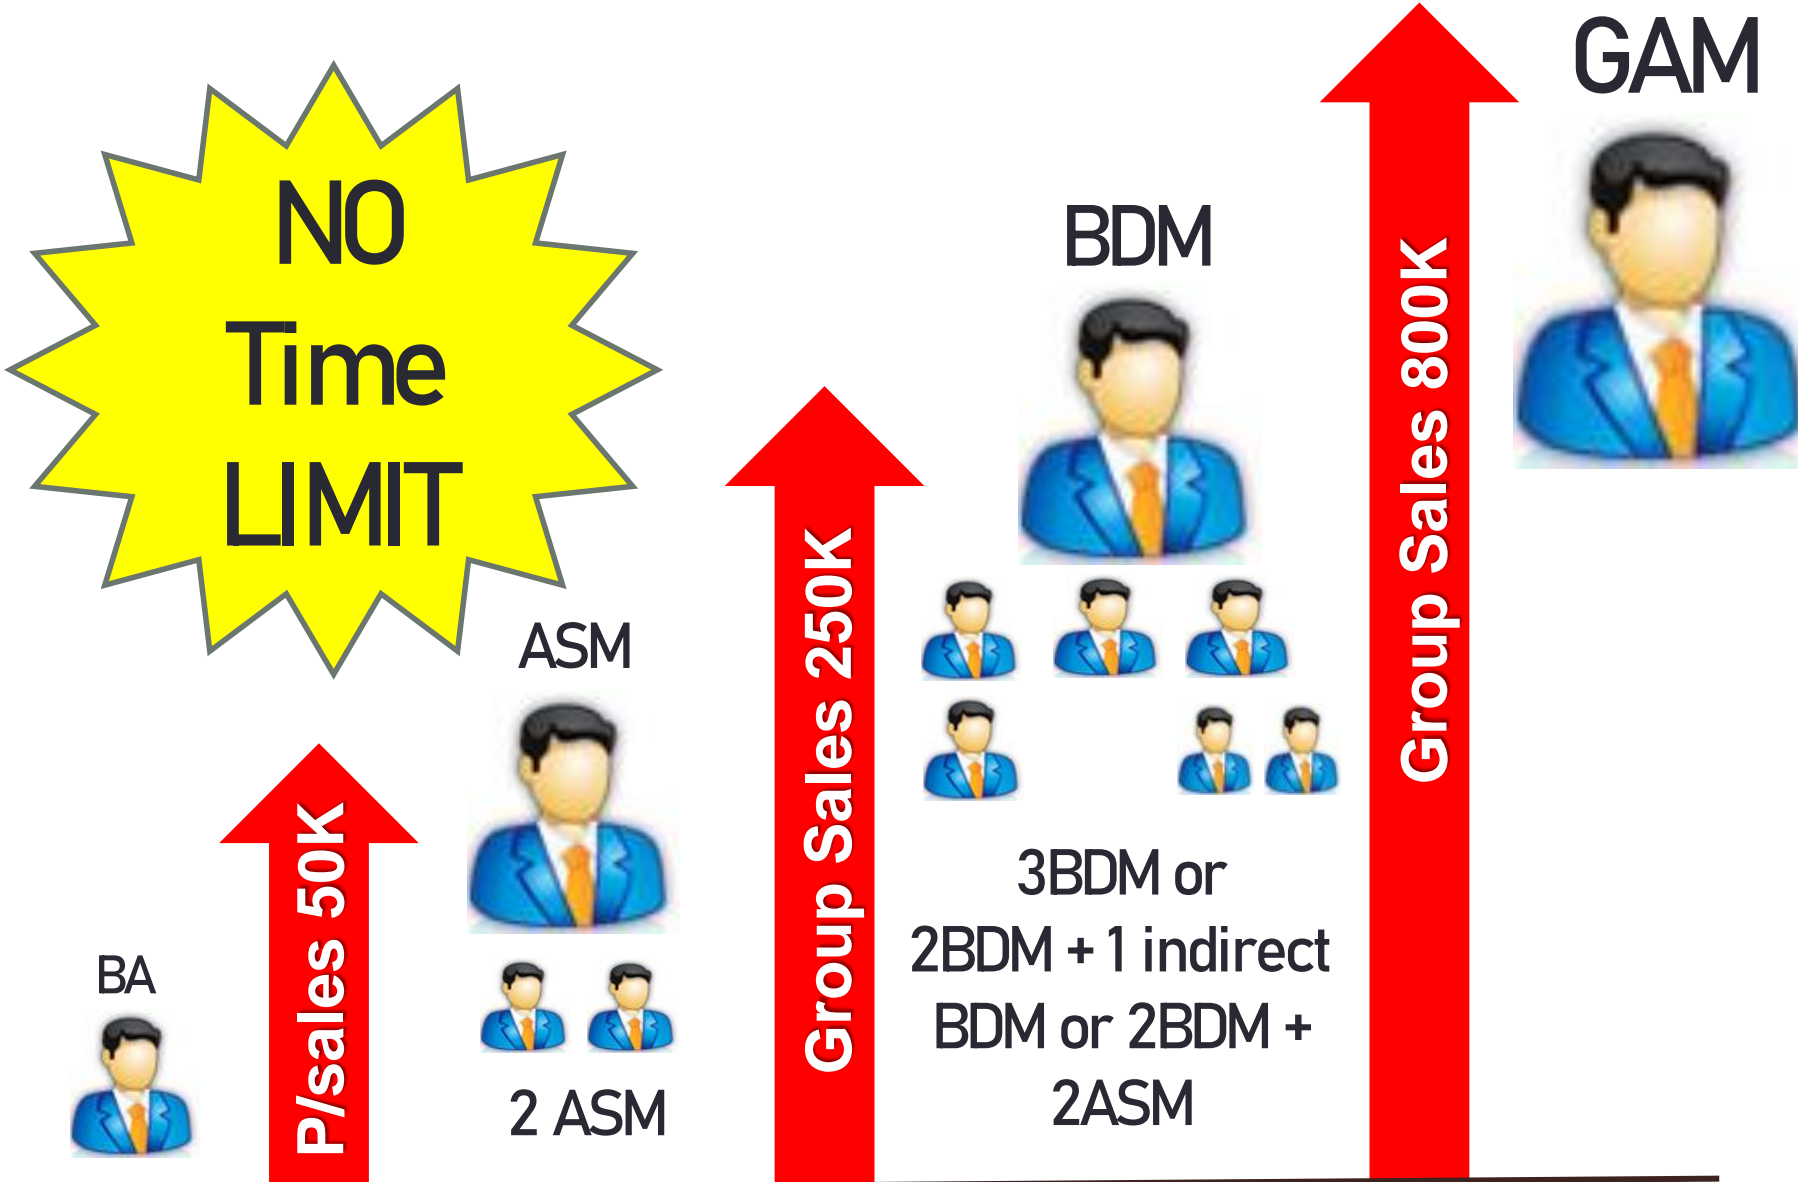 NO
Time
LIMIT
BA
P/sales 50K
ASM
2 ASM
Group Sales 250K
BDM
3BDM or
2BDM + 1 indirect
BDM or 2BDM +
2ASM
Group Sales 800K
GAM